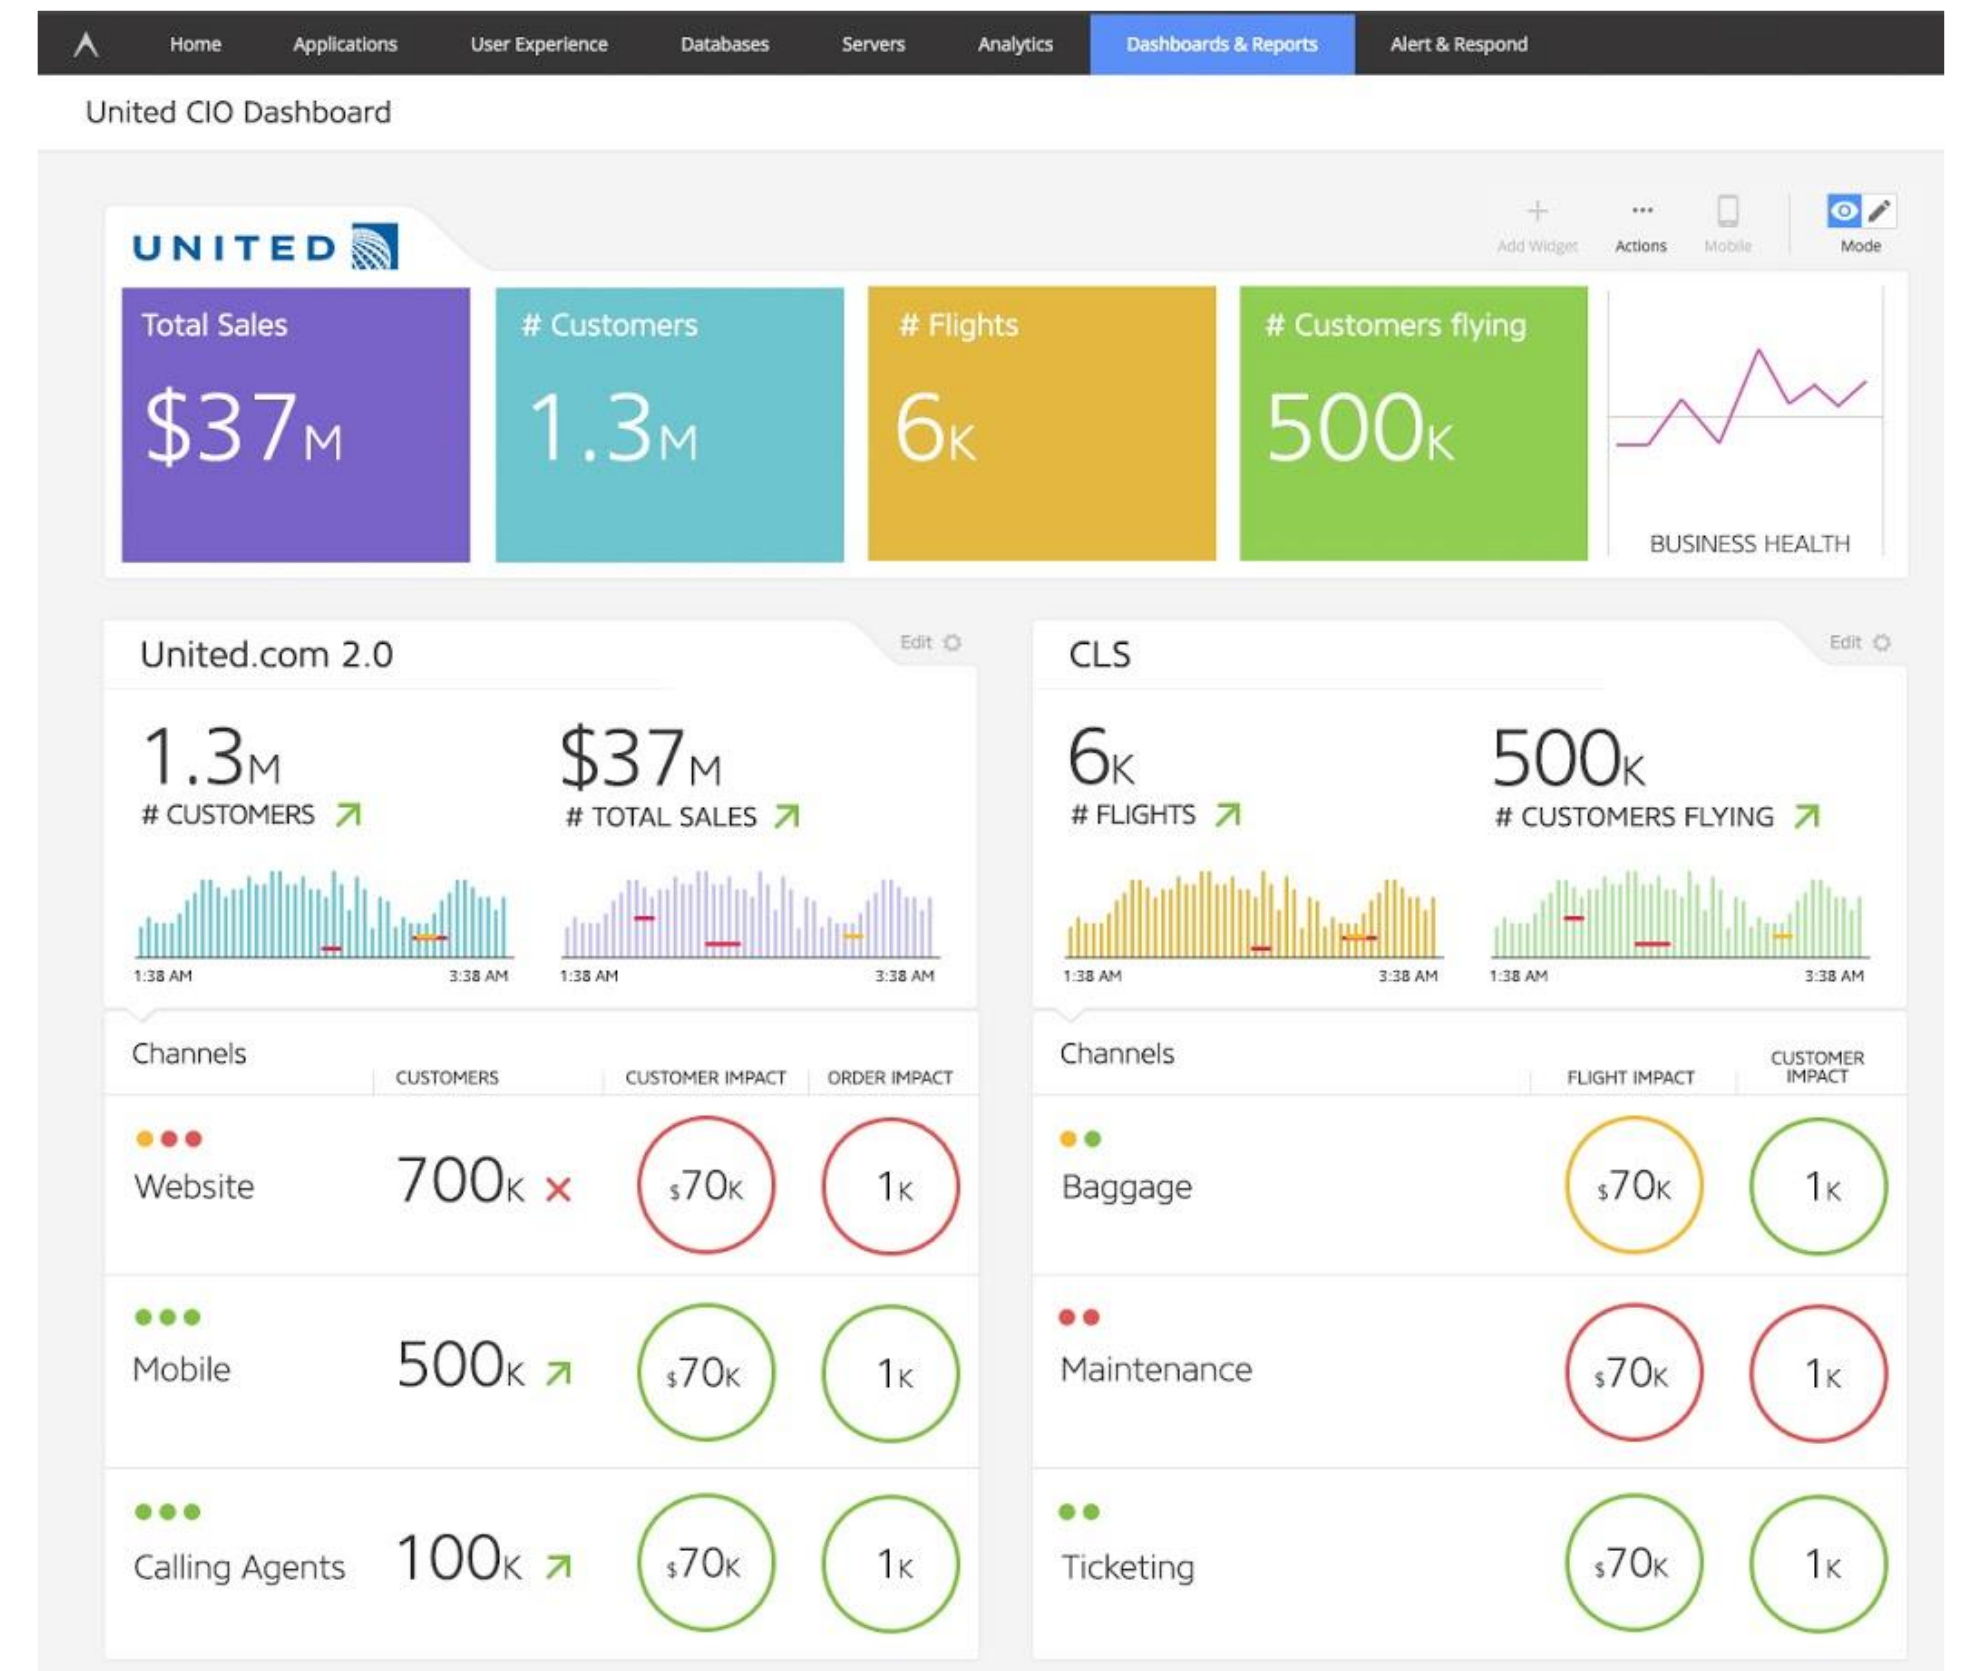 Home Applications User Experience Databases Servers Analytics Dashboards & Reports Alert & Respond
United CIO Dashboard
UNITED
Add Widget Actions Mobile Mode
Total Sales # Customers # Flights # Customers flying
$37M 1.3M 6K 500K
BUSINESS HEALTH
United.com 2.0 Edit
1.3M $37M
# CUSTOMERS # TOTAL SALES
1:38 AM 3:38 AM 1:38 AM 3:38 AM
Channels
CUSTOMERS CUSTOMER IMPACT ORDER IMPACT
Website 700K $70K 1K
Mobile 500K $70K 1K
Calling Agents 100K $70K 1K
CLS Edit
6K 500K
# FLIGHTS # CUSTOMERS FLYING
1:38 AM 3:38 AM 1:38 AM 3:38 AM
Channels
FLIGHT IMPACT CUSTOMER IMPACT
Baggage $70K 1K
Maintenance $70K 1K
Ticketing $70K 1K